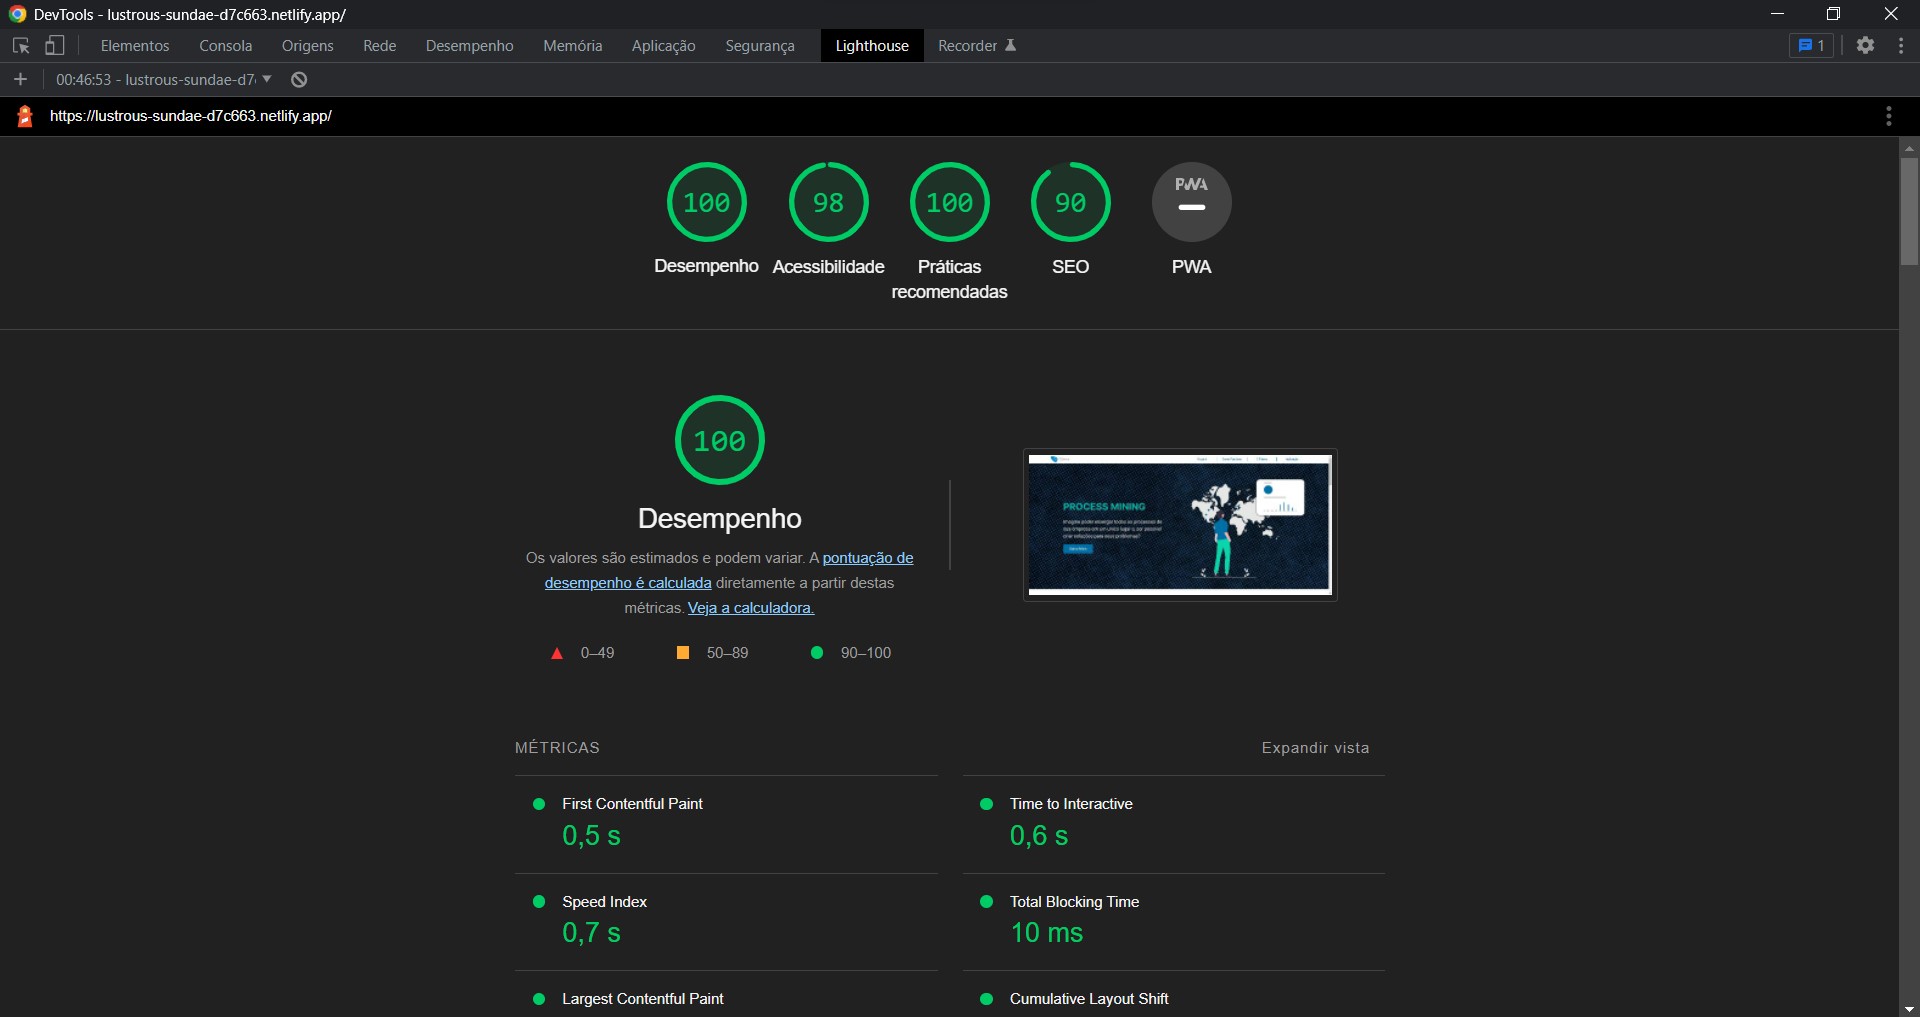 DevTools - lustrous-sundae-d7c663.netlify.app/
Elementos Consola Origens Rede Desempenho Memória Aplicação Segurança Lighthouse Recorder 1
00:46:53 - lustrous-sundae-d7
https://lustrous-sundae-d7c663.netlify.app/
100 98 100 90 PWA
Desempenho Acessibilidade Práticas recomendadas SEO PWA
100
Desempenho
Os valores são estimados e podem variar. A pontuação de
desempenho é calculada diretamente a partir destas
métricas. Veja a calculadora.
0–49 50–89 90–100
PROCESS MINING
MÉTRICAS Expandir vista
First Contentful Paint
0,5 s
Time to Interactive
0,6 s
Speed Index
0,7 s
Total Blocking Time
10 ms
Largest Contentful Paint
Cumulative Layout Shift